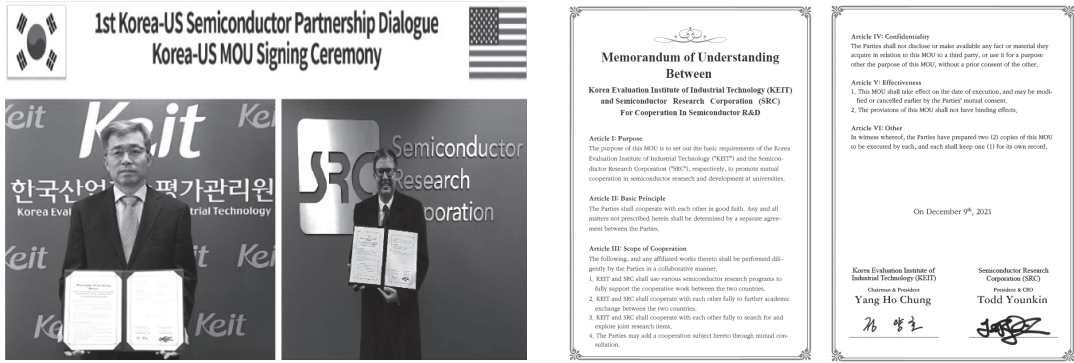 1st Korea-US Semiconductor Partnership Dialogue
Korea-US MOU Signing Ceremony
Keit
Keit
Kei
한국산업 평가관리원
Korea Eval trial Technology
Keit
Keit
Ke
Keit
SRC
Semiconductor
Research
poration
Memorandum of Understanding
Between
Korea Evaluation Institute of Industrial Technology (KEIT)
and Semiconductor Research Corporation (SRC)
For Cooperation In Semiconductor R&D
Article I: Purpose
The purpose of this MOU is to set out the basic requirements of the Korea
Evaluation Institute of Industrial Technology ("KEIT") and the Semicon-
ductor Research Corporation ("SRC"), respectively, to promote mutual
cooperation in semiconductor research and development at universities.
Article II: Basic Principle
The Parties shall cooperate with each other in good faith. Any and all
matters not prescribed herein shall be determined by a separate agree-
ment between the Parties.
Article III: Scope of Cooperation
The following, and any affiliated works thereto shall be performed dili-
gently by the Parties in a collaborative manner.
1. KEIT and SRC shall use various semiconductor research programs to
fully support the cooperative work between the two countries.
2. KEIT and SRC shall cooperate with each other fully to further academic
exchange between the two countries.
3. KEIT and SRC shall cooperate with each other fully to search for and
explore joint research items.
4. The Parties may add a cooperation subject hereto through mutual con-
sultation.
Article IV: Confidentiality
The Parties shall not disclose or make available any fact or material they
acquire in relation to this MOU to a third party, or use it for a purpose
other the purpose of this MOU, without a prior consent of the other.
Article V: Effectiveness
1. This MOU shall take effect on the date of execution, and may be modi-
fied or cancelled earlier by the Parties' mutual consent.
2. The provisions of this MOU shall not have binding effects.
Article VI: Other
In witness whereof, the Parties have prepared two (2) copies of this MOU
to be executed by each, and each shall keep one (1) for its own record.
On December 9th, 2021
Korea Evaluation Institute of
Industrial Technology (KEIT)
Chairman & President
Yang Ho Chung
Semiconductor Research
Corporation (SRC)
President & CEO
Todd Younkin